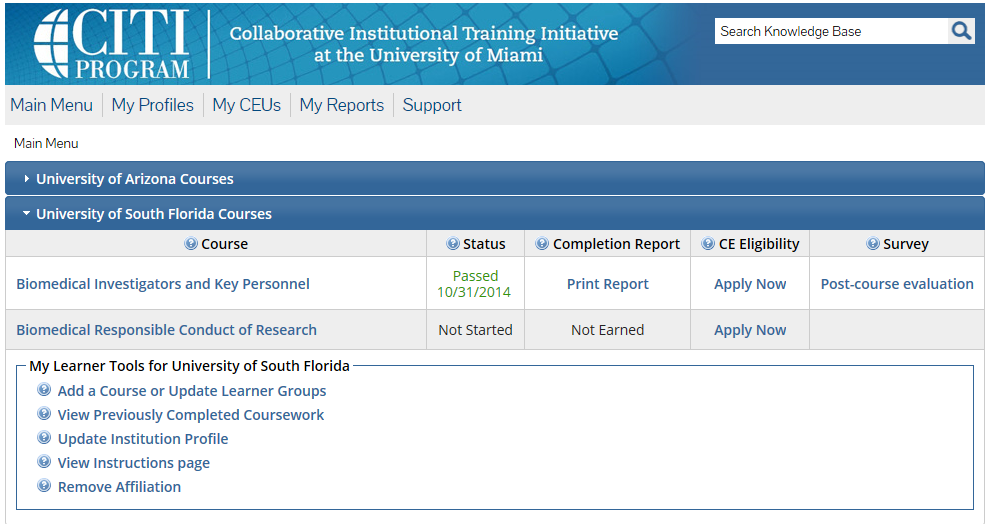 CITI
PROGRAM
Collaborative Institutional Training Initiative
at the University of Miami
Search Knowledge Base
Main Menu My Profiles My CEUs My Reports Support
Main Menu
University of Arizona Courses
University of South Florida Courses
Course Status Completion Report CE Eligibility Survey
Biomedical Investigators and Key Personnel Passed 10/31/2014 Print Report Apply Now Post-course evaluation
Biomedical Responsible Conduct of Research Not Started Not Earned Apply Now
My Learner Tools for University of South Florida
Add a Course or Update Learner Groups
View Previously Completed Coursework
Update Institution Profile
View Instructions page
Remove Affiliation